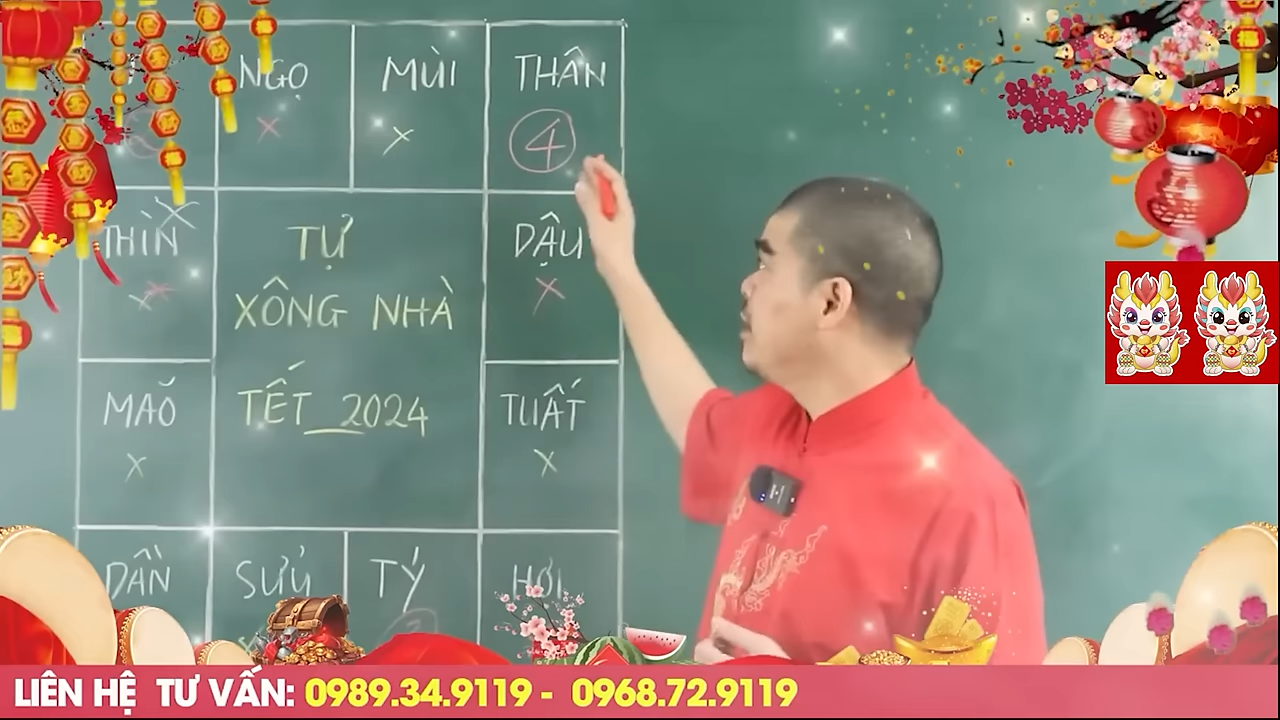 NGỌ
MÙI
THÂN
x
x
4
THÌN
TỰ
DẬU
XÔNG NHÀ
x
x
MAÕ
TẾT_2024
TUẤT
x
x
DẦN
SỬU
TÝ
HỢI
LIÊN HỆ TƯ VẤN: 0989.34.9119 - 0968.72.9119